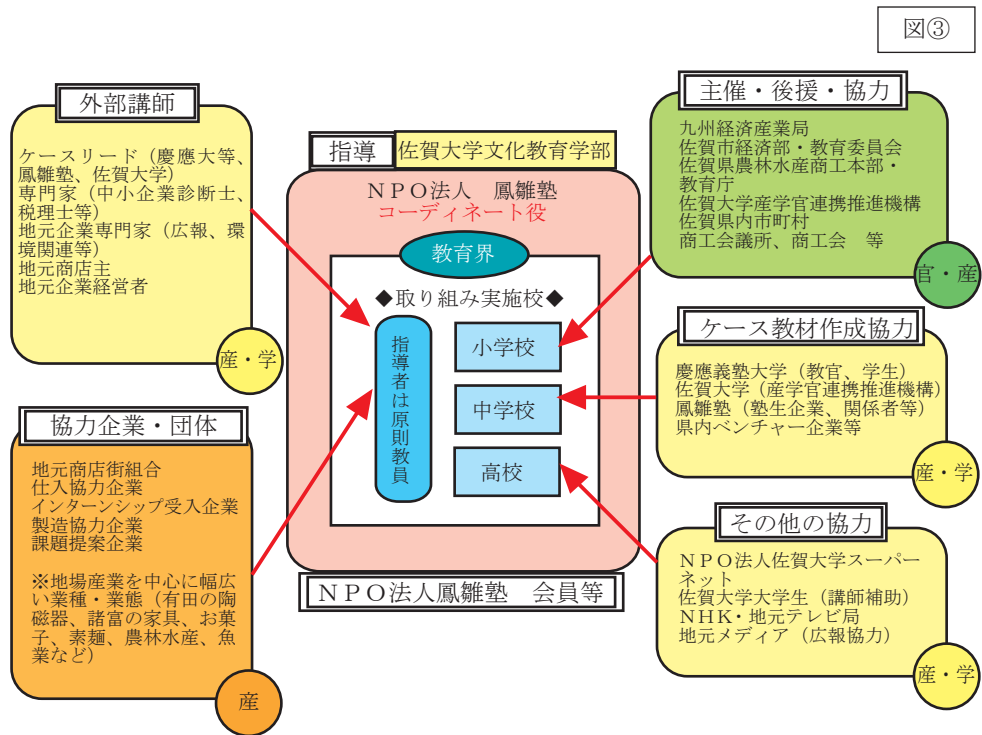 図③
外部講師
ケースリード（慶應大等、
鳳雛塾、佐賀大学）
専門家（中小企業診断士、
税理士等）
地元企業専門家（広報、環
境関連等）
地元商店主
地元企業経営者
産・学
協力企業・団体
地元商店街組合
仕入協力企業
インターンシップ受入企業
製造協力企業
課題提案企業
※地場産業を中心に幅広
い業種・業態（有田の陶
磁器、諸富の家具、お菓
子、素麺、農林水産、魚
業など）
産
指導
佐賀大学文化教育学部
ＮＰＯ法人　鳳雛塾
コーディネート役
教育界
◆取り組み実施校◆
指導者は原則教員
小学校
中学校
高校
ＮＰＯ法人鳳雛塾　会員等
主催・後援・協力
九州経済産業局
佐賀市経済部・教育委員会
佐賀県農林水産商工本部・
教育庁
佐賀大学産学官連携推進機構
佐賀県内市町村
商工会議所、商工会　等
官・産
ケース教材作成協力
慶應義塾大学（教官、学生）
佐賀大学（産学官連携推進機構）
鳳雛塾（塾生企業、関係者等）
県内ベンチャー企業等
産・学
その他の協力
ＮＰＯ法人佐賀大学スーパー
ネット
佐賀大学大学生（講師補助）
ＮＨＫ・地元テレビ局
地元メディア（広報協力）
産・学